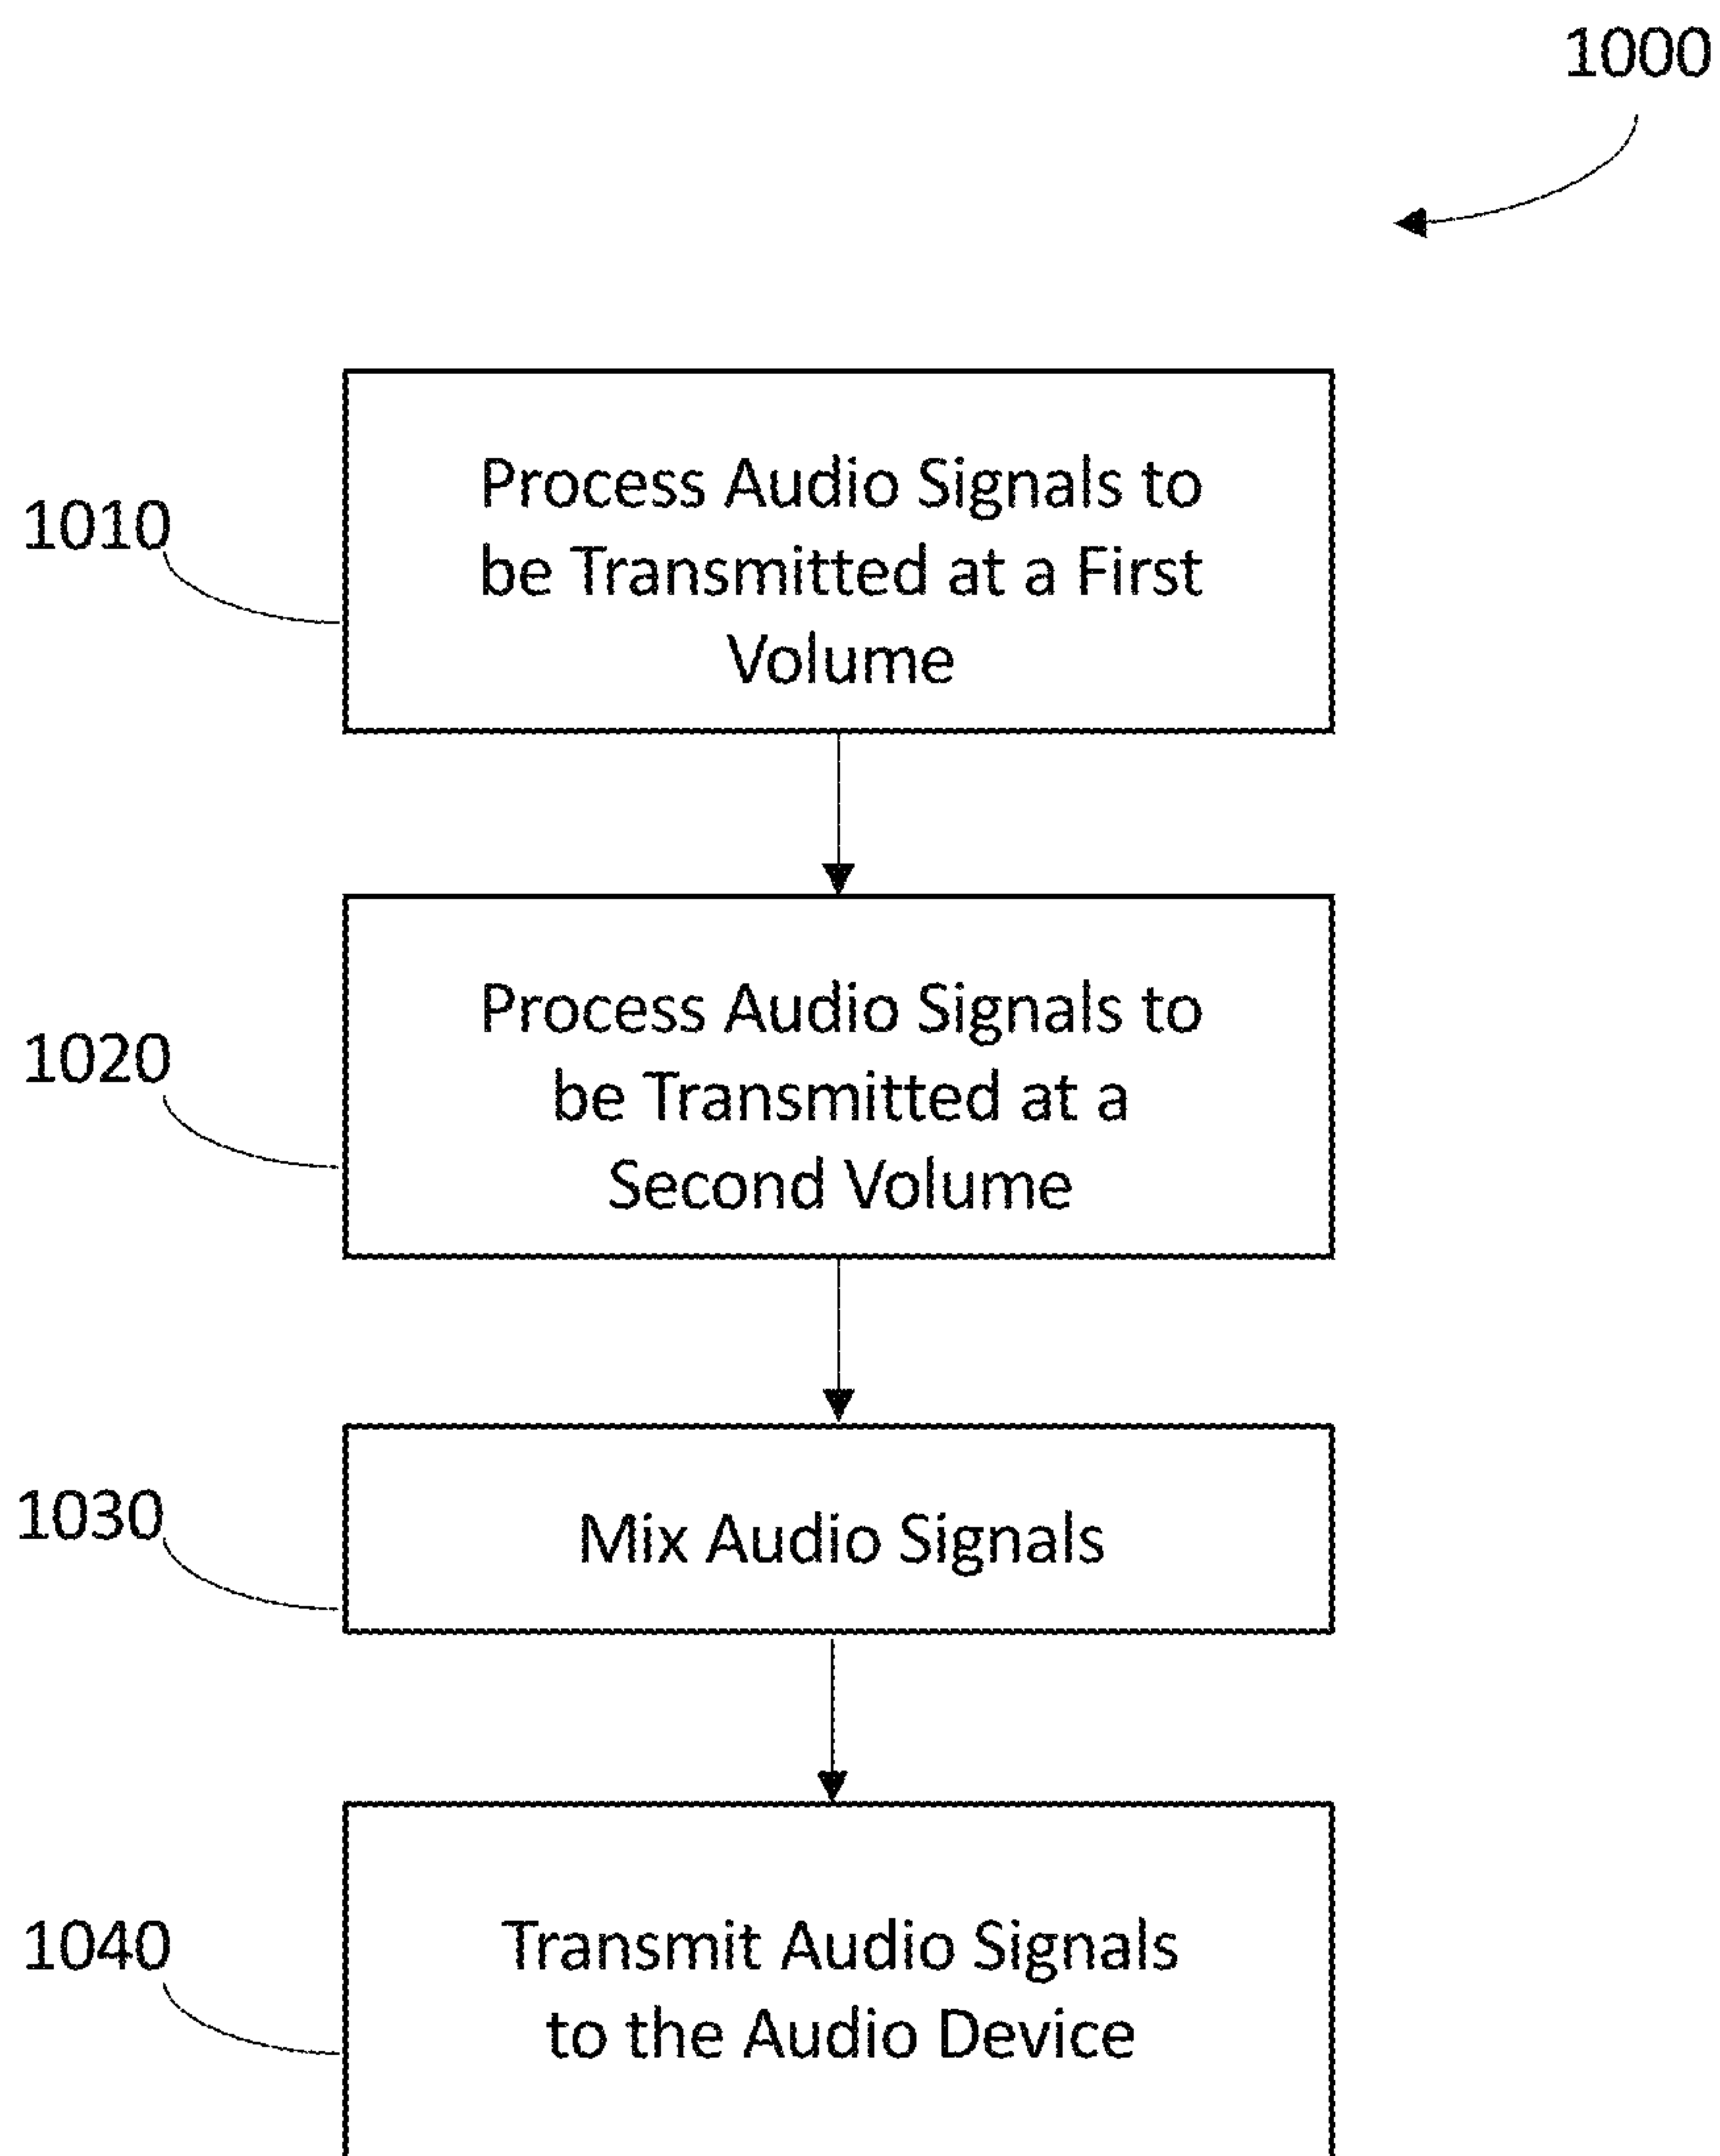 1000
1010
Process Audio Signals to
be Transmitted at a First
Volume
1020
Process Audio Signals to
be Transmitted at a
Second Volume
1030
Mix Audio Signals
1040
Transmit Audio Signals
to the Audio Device